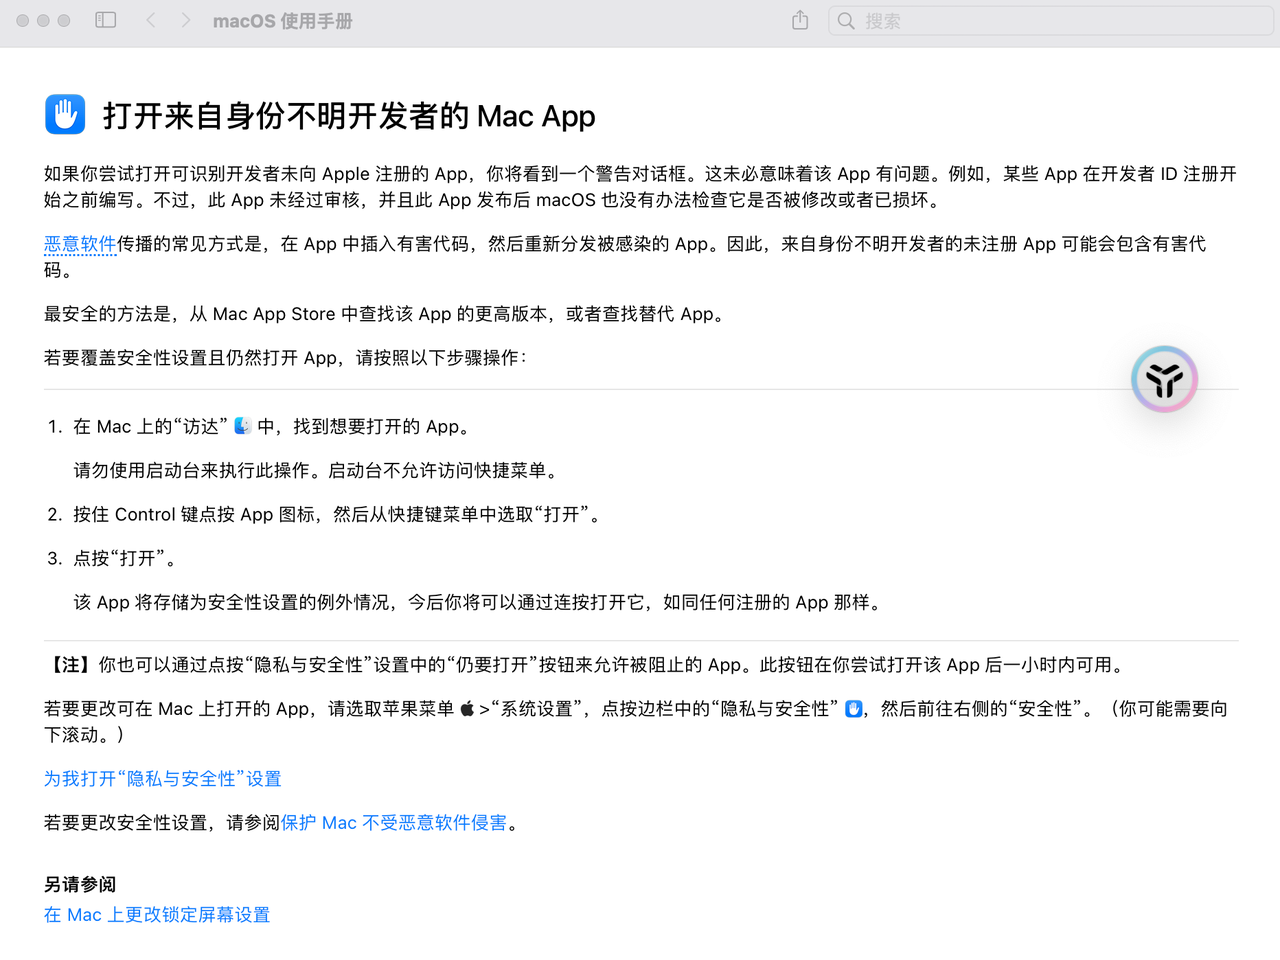 macOS 使用手册
搜索
打开来自身份不明开发者的 Mac App
如果你尝试打开可识别开发者未向 Apple 注册的 App，你将看到一个警告对话框。这未必意味着该 App 有问题。例如，某些 App 在开发者 ID 注册开
始之前编写。不过，此 App 未经过审核，并且此 App 发布后 macOS 也没有办法检查它是否被修改或者已损坏。
恶意软件传播的常见方式是，在 App 中插入有害代码，然后重新分发被感染的 App。因此，来自身份不明开发者的未注册 App 可能会包含有害代
码。
最安全的方法是，从 Mac App Store 中查找该 App 的更高版本，或者查找替代 App。
若要覆盖安全性设置且仍然打开 App，请按照以下步骤操作：
1. 在 Mac 上的“访达” 中，找到想要打开的 App。
请勿使用启动台来执行此操作。启动台不允许访问快捷菜单。
2. 按住 Control 键点按 App 图标，然后从快捷键菜单中选取“打开”。
3. 点按“打开”。
该 App 将存储为安全性设置的例外情况，今后你将可以通过连按打开它，如同任何注册的 App 那样。
【注】你也可以通过点按“隐私与安全性”设置中的“仍要打开”按钮来允许被阻止的 App。此按钮在你尝试打开该 App 后一小时内可用。
若要更改可在 Mac 上打开的 App，请选取苹果菜单 >“系统设置”，点按边栏中的“隐私与安全性” ，然后前往右侧的“安全性”。（你可能需要向
下滚动。）
为我打开“隐私与安全性”设置
若要更改安全性设置，请参阅保护 Mac 不受恶意软件侵害。
另请参阅
在 Mac 上更改锁定屏幕设置